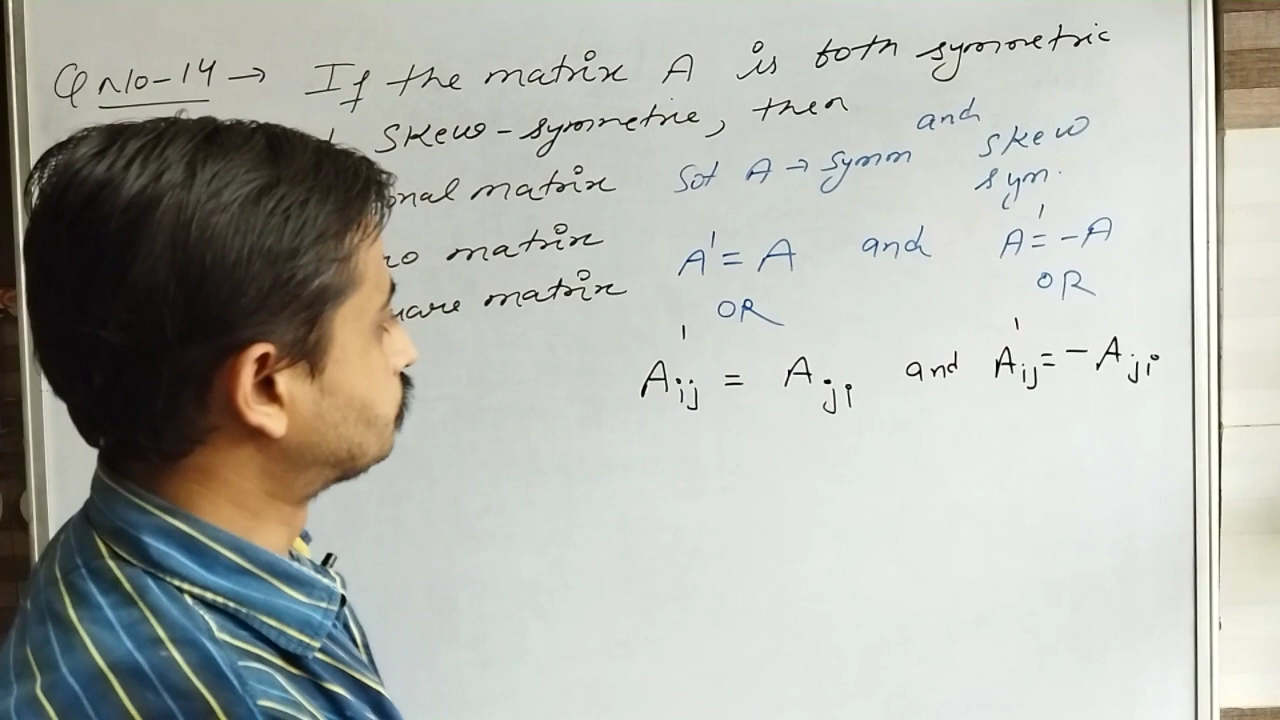 Q n10-14 → If the matrix A is both symmetric
skew-symmetric, then
onal matrix
o matrix
uare matrix
Sol A → symm and skew
sym.
A' = A and A' = -A
OR OR
A'ij = Aji and A'ij = -Aji